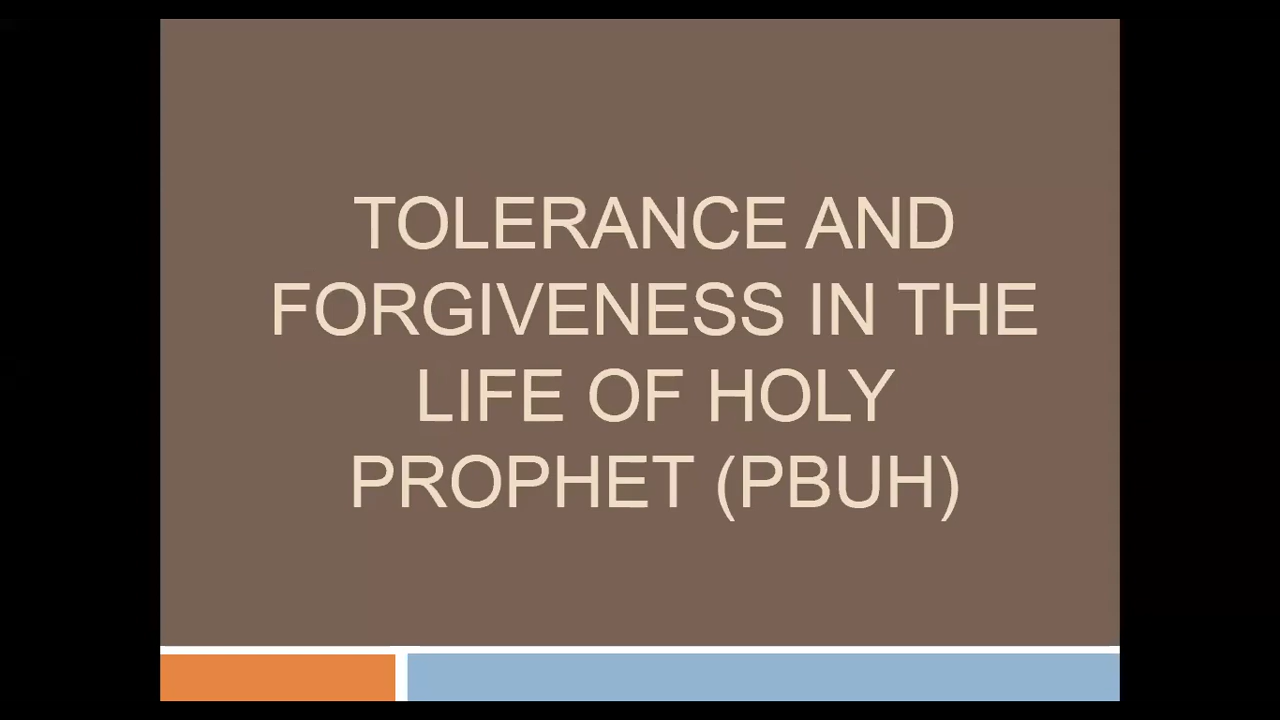 TOLERANCE AND
FORGIVENESS IN THE
LIFE OF HOLY
PROPHET (PBUH)